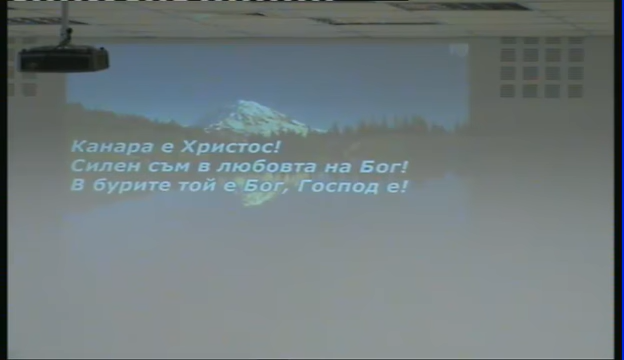 Канара е Христос!
Силен съм в любовта на Бог!
В бурите той е Бог, Господ е!